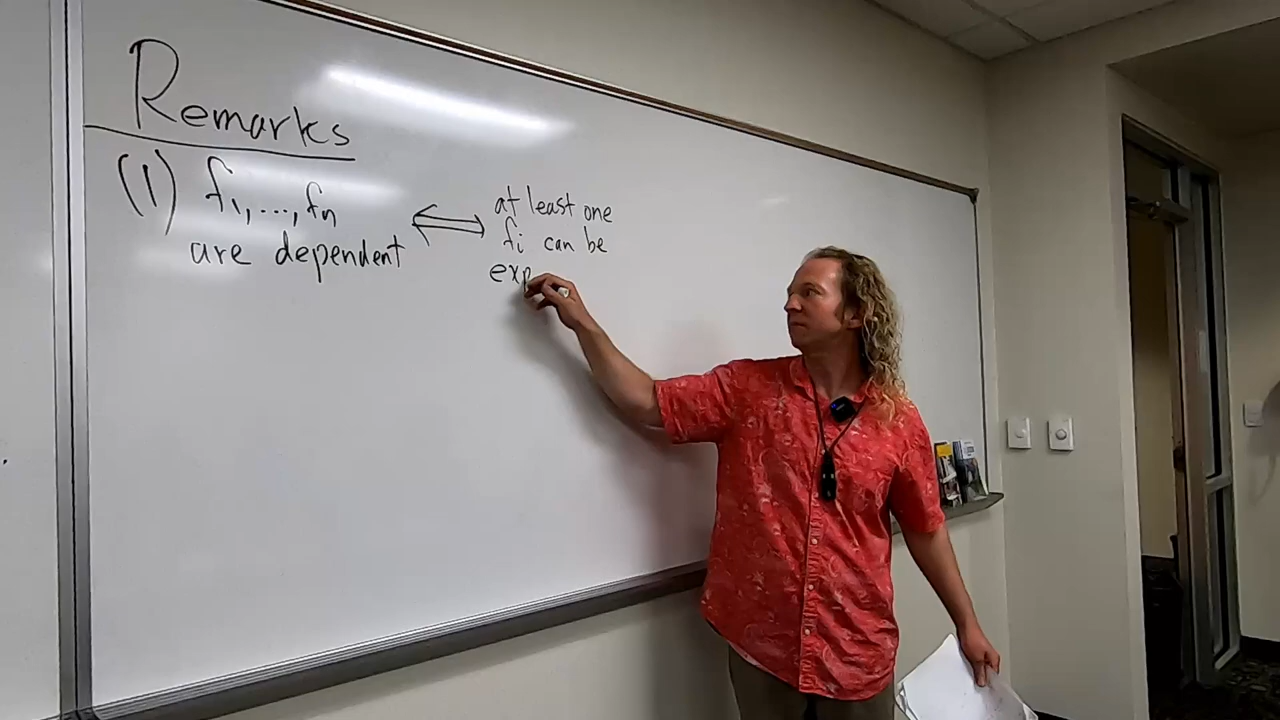 Remarks
(1) f1, ..., fn
are dependent
⟺
at least one
fi can be
exp